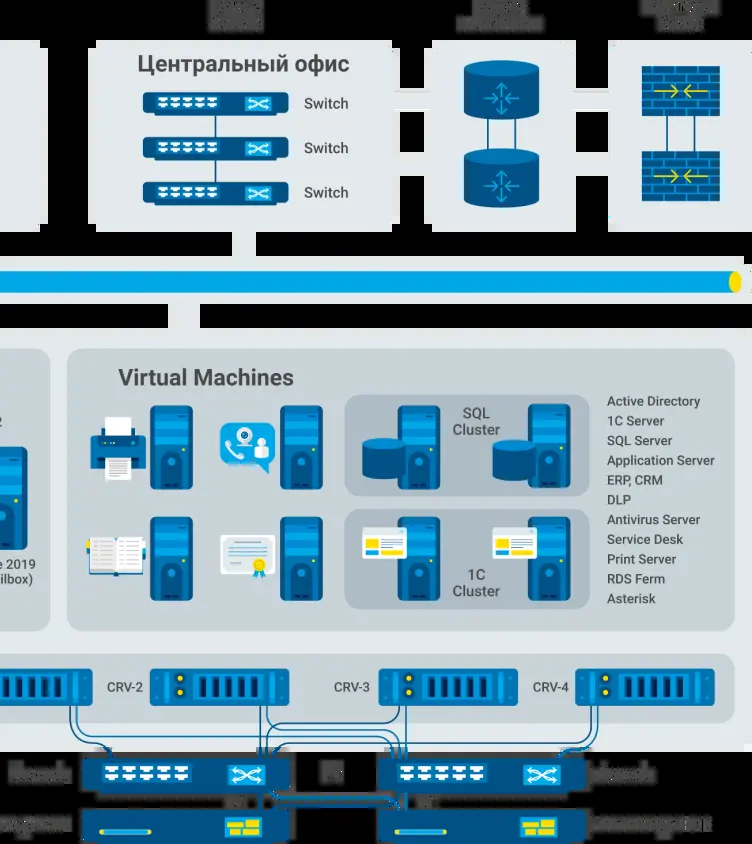 Центральный офис
Switch
Switch
Switch
Virtual Machines
SQL
Cluster
1C
Cluster
Active Directory
1C Server
SQL Server
Application Server
ERP, CRM
DLP
Antivirus Server
Service Desk
Print Server
RDS Ferm
Asterisk
2
e 2019
ilbox)
CRV-2
CRV-3
CRV-4